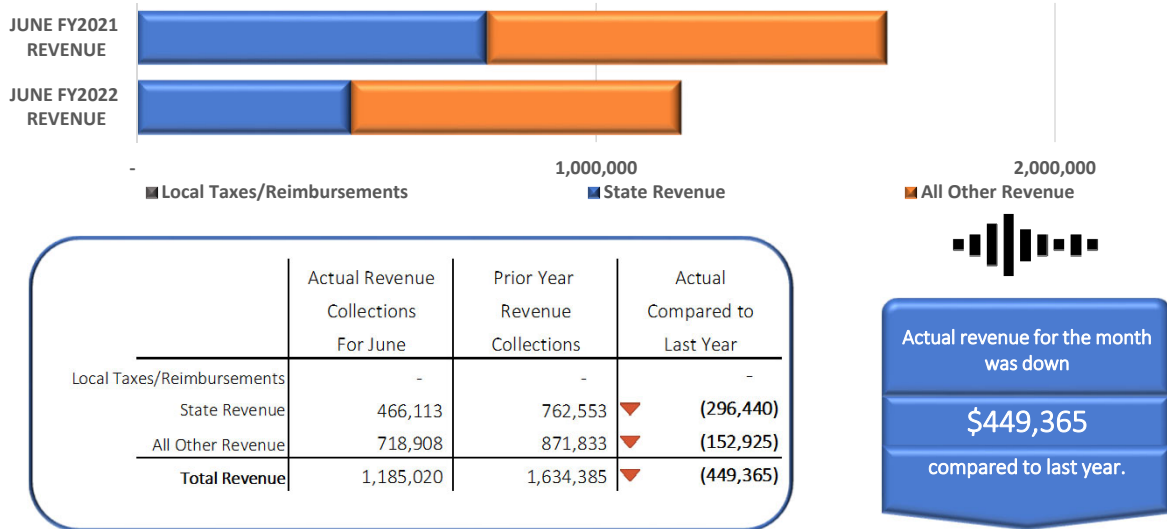 JUNE FY2021
REVENUE
JUNE FY2022
REVENUE
- 1,000,000 2,000,000
Local Taxes/Reimbursements State Revenue All Other Revenue
Actual Revenue Prior Year Actual
Collections Revenue Compared to
For June Collections Last Year
Local Taxes/Reimbursements - - -
State Revenue 466,113 762,553 (296,440)
All Other Revenue 718,908 871,833 (152,925)
Total Revenue 1,185,020 1,634,385 (449,365)
Actual revenue for the month
was down
$449,365
compared to last year.